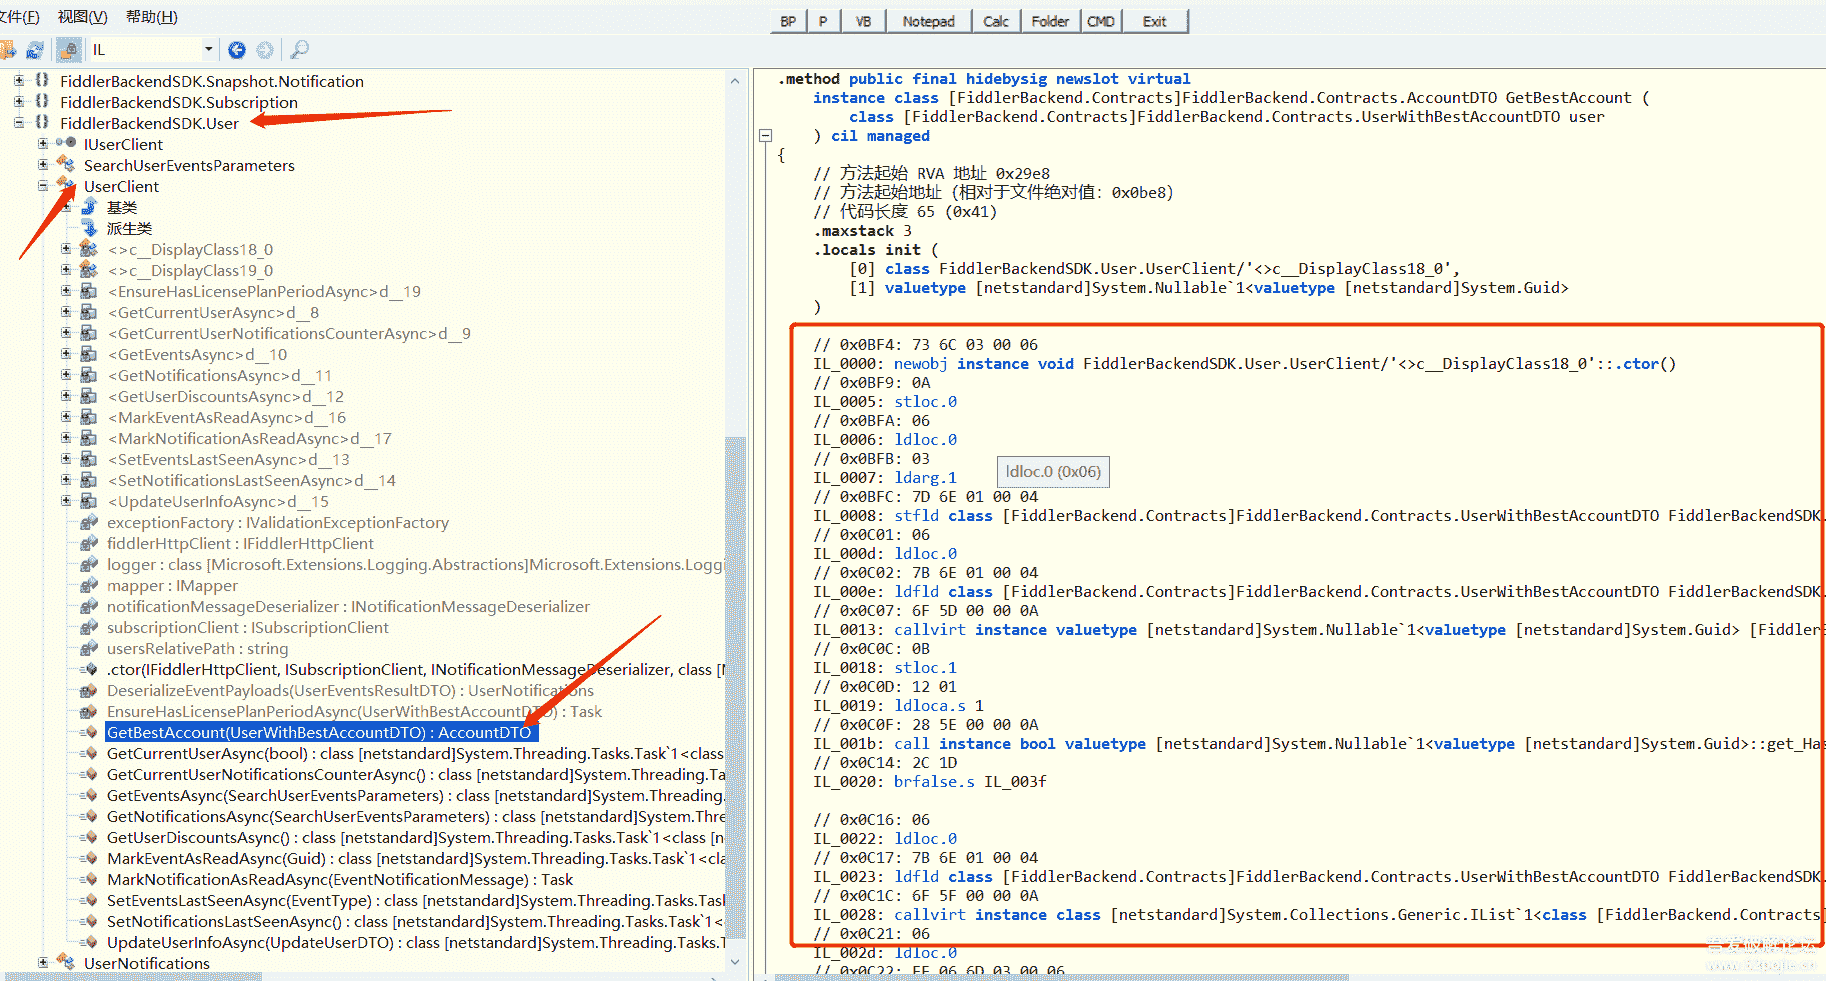 文件(F) 视图(V) 帮助(H)
BP P VB Notepad Calc Folder CMD Exit
IL
FiddlerBackendSDK.Snapshot.Notification
FiddlerBackendSDK.Subscription
FiddlerBackendSDK.User
IUserClient
SearchUserEventsParameters
UserClient
基类
派生类
<>c__DisplayClass18_0
<>c__DisplayClass19_0
<EnsureHasLicensePlanPeriodAsync>d__19
<GetCurrentUserAsync>d__8
<GetCurrentUserNotificationsCounterAsync>d__9
<GetEventsAsync>d__10
<GetNotificationsAsync>d__11
<GetUserDiscountsAsync>d__12
<MarkEventAsReadAsync>d__16
<MarkNotificationAsReadAsync>d__17
<SetEventsLastSeenAsync>d__13
<SetNotificationsLastSeenAsync>d__14
<UpdateUserInfoAsync>d__15
exceptionFactory : IValidationExceptionFactory
fiddlerHttpClient : IFiddlerHttpClient
logger : class [Microsoft.Extensions.Logging.Abstractions]Microsoft.Extensions.Loggi
mapper : IMapper
notificationMessageDeserializer : INotificationMessageDeserializer
subscriptionClient : ISubscriptionClient
usersRelativePath : string
.ctor(IFiddlerHttpClient, ISubscriptionClient, INotificationMessageDeserializer, class [N
DeserializeEventPayloads(UserEventsResultDTO) : UserNotifications
EnsureHasLicensePlanPeriodAsync(UserWithBestAccountDTO) : Task
GetBestAccount(UserWithBestAccountDTO) : AccountDTO
GetCurrentUserAsync(bool) : class [netstandard]System.Threading.Tasks.Task`1<class
GetCurrentUserNotificationsCounterAsync() : class [netstandard]System.Threading.Ta
GetEventsAsync(SearchUserEventsParameters) : class [netstandard]System.Threading.
GetNotificationsAsync(SearchUserEventsParameters) : class [netstandard]System.Thre
GetUserDiscountsAsync() : class [netstandard]System.Threading.Tasks.Task`1<class [n
MarkEventAsReadAsync(Guid) : class [netstandard]System.Threading.Tasks.Task`1<cla
MarkNotificationAsReadAsync(EventNotificationMessage) : Task
SetEventsLastSeenAsync(EventType) : class [netstandard]System.Threading.Tasks.Task
SetNotificationsLastSeenAsync() : class [netstandard]System.Threading.Tasks.Task`1<
UpdateUserInfoAsync(UpdateUserDTO) : class [netstandard]System.Threading.Tasks.T
UserNotifications
.method public final hidebysig newslot virtual
instance class [FiddlerBackend.Contracts]FiddlerBackend.Contracts.AccountDTO GetBestAccount (
class [FiddlerBackend.Contracts]FiddlerBackend.Contracts.UserWithBestAccountDTO user
) cil managed
{
// 方法起始 RVA 地址 0x29e8
// 方法起始地址 (相对于文件绝对值: 0x0be8)
// 代码长度 65 (0x41)
.maxstack 3
.locals init (
[0] class FiddlerBackendSDK.User.UserClient/'<>c__DisplayClass18_0',
[1] valuetype [netstandard]System.Nullable`1<valuetype [netstandard]System.Guid>
)
// 0x0BF4: 73 6C 03 00 06
IL_0000: newobj instance void FiddlerBackendSDK.User.UserClient/'<>c__DisplayClass18_0'::.ctor()
// 0x0BF9: 0A
IL_0005: stloc.0
// 0x0BFA: 06
IL_0006: ldloc.0
// 0x0BFB: 03
IL_0007: ldarg.1
ldloc.0 (0x06)
// 0x0BFC: 7D 6E 01 00 04
IL_0008: stfld class [FiddlerBackend.Contracts]FiddlerBackend.Contracts.UserWithBestAccountDTO FiddlerBackendSDK.
// 0x0C01: 06
IL_000d: ldloc.0
// 0x0C02: 7B 6E 01 00 04
IL_000e: ldfld class [FiddlerBackend.Contracts]FiddlerBackend.Contracts.UserWithBestAccountDTO FiddlerBackendSDK.
// 0x0C07: 6F 5D 00 00 0A
IL_0013: callvirt instance valuetype [netstandard]System.Nullable`1<valuetype [netstandard]System.Guid> [FiddlerB
// 0x0C0C: 0B
IL_0018: stloc.1
// 0x0C0D: 12 01
IL_0019: ldloca.s 1
// 0x0C0F: 28 5E 00 00 0A
IL_001b: call instance bool valuetype [netstandard]System.Nullable`1<valuetype [netstandard]System.Guid>::get_Has
// 0x0C14: 2C 1D
IL_0020: brfalse.s IL_003f
// 0x0C16: 06
IL_0022: ldloc.0
// 0x0C17: 7B 6E 01 00 04
IL_0023: ldfld class [FiddlerBackend.Contracts]FiddlerBackend.Contracts.UserWithBestAccountDTO FiddlerBackendSDK.
// 0x0C1C: 6F 5F 00 00 0A
IL_0028: callvirt instance class [netstandard]System.Collections.Generic.IList`1<class [FiddlerBackend.Contracts]
// 0x0C21: 06
IL_002d: ldloc.0
// 0x0C22: FE 06 6D 03 00 06
吾爱破解论坛
www.52pojie.cn